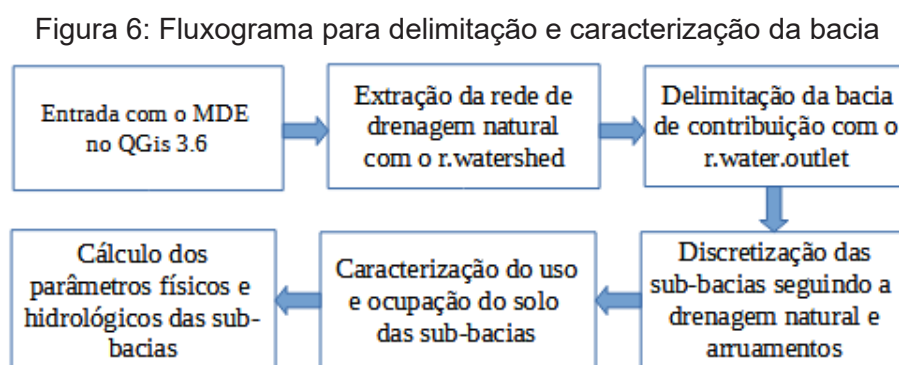 Figura 6: Fluxograma para delimitação e caracterização da bacia
Entrada com o MDE
no QGis 3.6
Extração da rede de
drenagem natural
com o r.watershed
Delimitação da bacia
de contribuição com o
r.water.outlet
Discretização das
sub-bacias seguindo a
drenagem natural e
arruamentos
Caracterização do uso
e ocupação do solo
das sub-bacias
Cálculo dos
parâmetros físicos e
hidrológicos das sub-
bacias